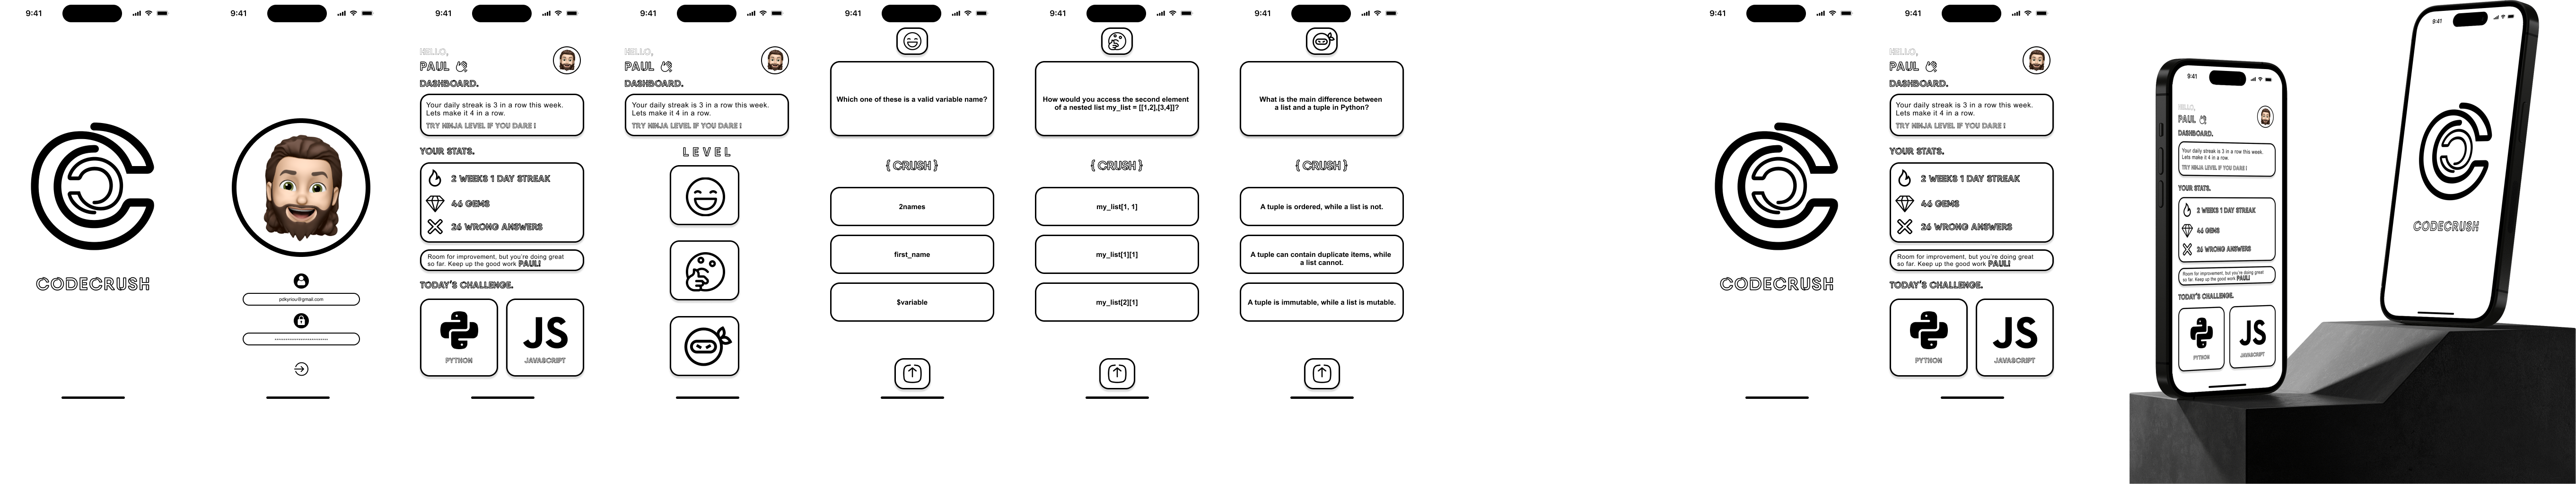 9:41
CODECRUSH
9:41
pdkyriou@gmail.com
9:41
HELLO,
PAUL
DASHBOARD.
Your daily streak is 3 in a row this week.
Lets make it 4 in a row.
TRY NINJA LEVEL IF YOU DARE !
YOUR STATS.
2 WEEKS 1 DAY STREAK
46 GEMS
26 WRONG ANSWERS
Room for improvement, but you're doing great
so far. Keep up the good work PAUL!
TODAY'S CHALLENGE.
JS
PYTHON
JAVASCRIPT
9:41
HELLO,
PAUL
DASHBOARD.
Your daily streak is 3 in a row this week.
Lets make it 4 in a row.
TRY NINJA LEVEL IF YOU DARE !
LEVEL
9:41
Which one of these is a valid variable name?
{ CRUSH }
2names
first_name
$variable
9:41
How would you access the second element
of a nested list my_list = [[1,2],[3,4]]?
{ CRUSH }
my_list[1, 1]
my_list[1][1]
my_list[2][1]
9:41
What is the main difference between
a list and a tuple in Python?
{ CRUSH }
A tuple is ordered, while a list is not.
A tuple can contain duplicate items, while
a list cannot.
A tuple is immutable, while a list is mutable.
9:41
CODECRUSH
9:41
HELLO,
PAUL
DASHBOARD.
Your daily streak is 3 in a row this week.
Lets make it 4 in a row.
TRY NINJA LEVEL IF YOU DARE !
YOUR STATS.
2 WEEKS 1 DAY STREAK
46 GEMS
26 WRONG ANSWERS
Room for improvement, but you're doing great
so far. Keep up the good work PAUL!
TODAY'S CHALLENGE.
JS
PYTHON
JAVASCRIPT
9:41
HELLO,
PAUL
DASHBOARD.
Your daily streak is 3 in a row this week.
Lets make it 4 in a row.
TRY NINJA LEVEL IF YOU DARE !
YOUR STATS.
2 WEEKS 1 DAY STREAK
46 GEMS
26 WRONG ANSWERS
Room for improvement, but you're doing great
so far. Keep up the good work PAUL!
TODAY'S CHALLENGE.
JS
PYTHON
JAVASCRIPT
9:41
CODECRUSH